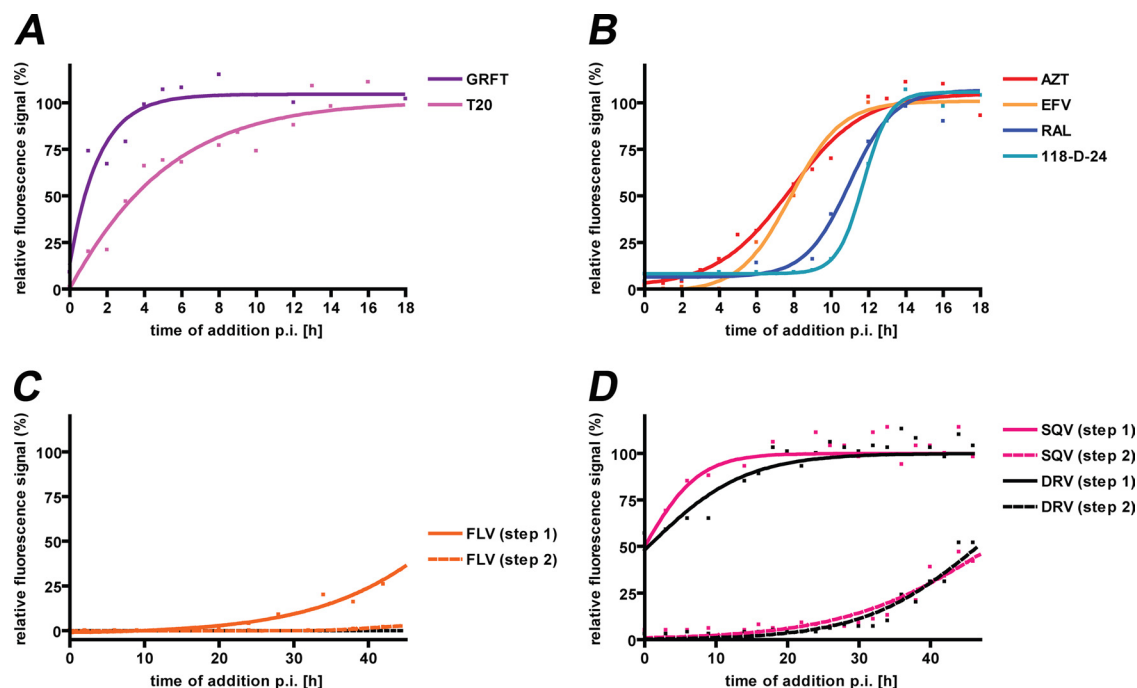 A
relative fluorescence signal (%)
100
75
50
25
0
0 2 4 6 8 10 12 14 16 18
time of addition p.i. [h]
GRFT
T20
B
relative fluorescence signal (%)
100
75
50
25
0
0 2 4 6 8 10 12 14 16 18
time of addition p.i. [h]
AZT
EFV
RAL
118-D-24
C
relative fluorescence signal (%)
100
75
50
25
0
0 10 20 30 40
time of addition p.i. [h]
FLV (step 1)
FLV (step 2)
D
relative fluorescence signal (%)
100
75
50
25
0
0 10 20 30 40
time of addition p.i. [h]
SQV (step 1)
SQV (step 2)
DRV (step 1)
DRV (step 2)